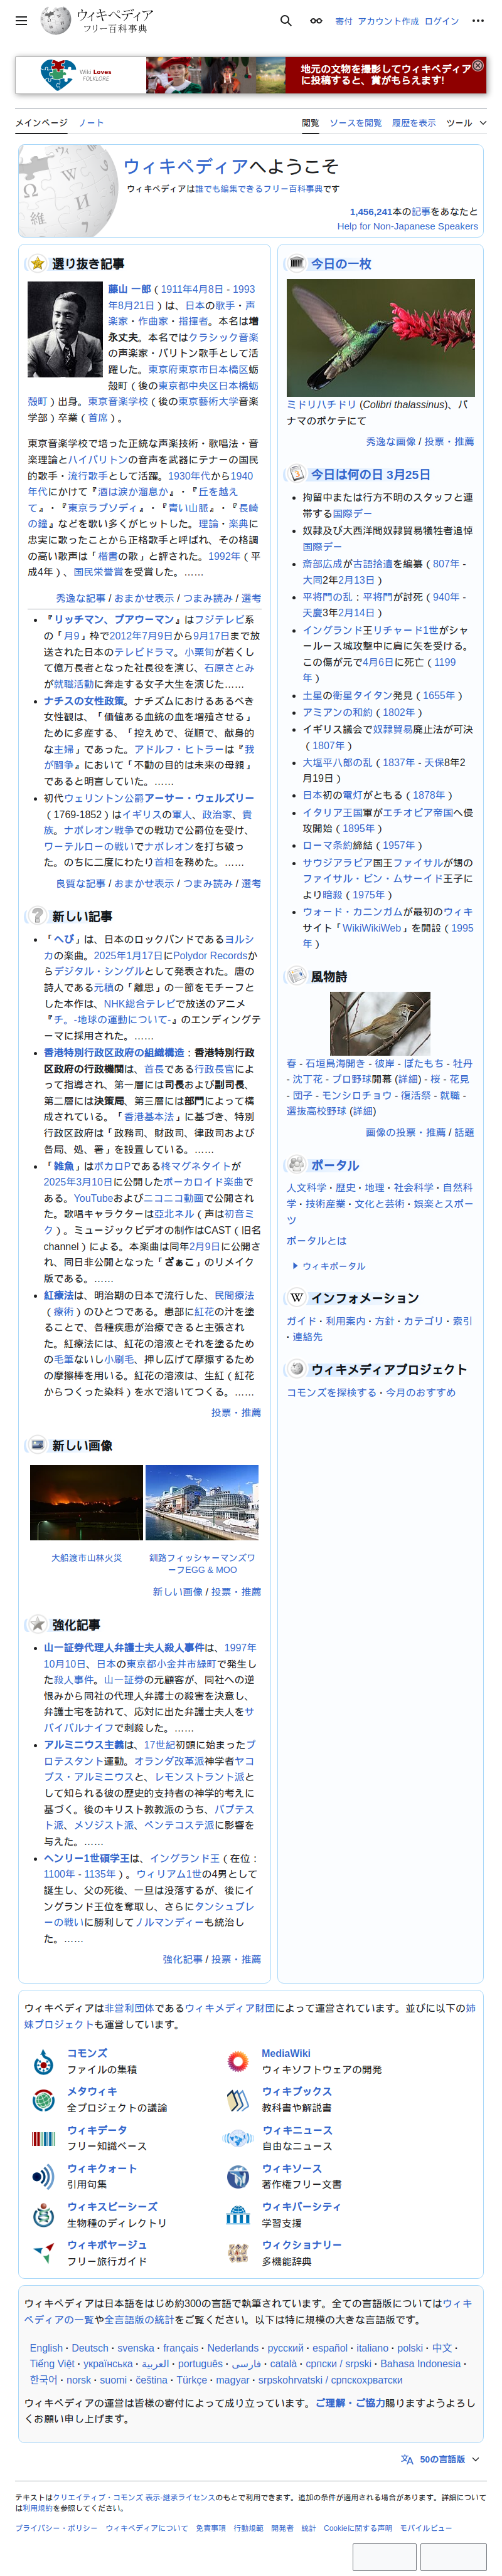 ウィキペディア
フリー百科事典
寄付 アカウント作成 ログイン
Wiki Loves
FOLKLORE
地元の文物を撮影してウィキペディア
に投稿すると、賞がもらえます!
メインページ ノート
閲覧 ソースを閲覧 履歴を表示 ツール
ウィキペディアへようこそ
ウィキペディアは誰でも編集できるフリー百科事典です
1,456,241本の記事をあなたと
Help for Non-Japanese Speakers
選り抜き記事
藤山 一郎（1911年4月8日 - 1993
年8月21日）は、日本の歌手・声
楽家・作曲家・指揮者。本名は増
永丈夫。本名ではクラシック音楽
の声楽家・バリトン歌手として活
躍した。東京府東京市日本橋区蛎
殻町（後の東京都中央区日本橋蛎
殻町）出身。東京音楽学校（後の東京藝術大学音楽
学部）卒業（首席）。
東京音楽学校で培った正統な声楽技術・歌唱法・音
楽理論とハイバリトンの音声を武器にテナーの国民
的歌手・流行歌手として活躍。1930年代から1940
年代にかけて『酒は涙か溜息か』・『丘を越え
て』・『東京ラプソディ』・『青い山脈』・『長崎
の鐘』などを歌い多くがヒットした。理論・楽典に
忠実に歌ったことから正格歌手と呼ばれ、その格調
の高い歌声は「楷書の歌」と評された。1992年（平
成4年）、国民栄誉賞を受賞した。……
秀逸な記事 / おまかせ表示 / つまみ読み / 選考
『リッチマン、プアウーマン』はフジテレビ系
の「月9」枠で2012年7月9日から9月17日まで放
送された日本のテレビドラマ。小栗旬が若くし
て億万長者となった社長役を演じ、石原さとみ
が就職活動に奔走する女子大生を演じた……
ナチスの女性政策。ナチズムにおけるあるべき
女性観は、「価値ある血統の血を増殖させる」
ために多産する、「控えめで、従順で、献身的
な主婦」であった。アドルフ・ヒトラーは『我
が闘争』において「不動の目的は未来の母親」
であると明言していた。……
初代ウェリントン公爵アーサー・ウェルズリー
（1769-1852）はイギリスの軍人、政治家、貴
族。ナポレオン戦争での戦功で公爵位を受け、
ワーテルローの戦いでナポレオンを打ち破っ
た。のちに二度にわたり首相を務めた。……
良質な記事 / おまかせ表示 / つまみ読み / 選考
新しい記事
「へび」は、日本のロックバンドであるヨルシ
カの楽曲。2025年1月17日にPolydor Recordsか
らデジタル・シングルとして発表された。唐の
詩人である元稹の「離思」の一節をモチーフと
した本作は、NHK総合テレビで放送のアニメ
『チ。-地球の運動について-』のエンディングテ
ーマに採用された。……
香港特別行政区政府の組織構造：香港特別行政
区政府の行政機関は、首長である行政長官によ
って指導され、第一層には司長および副司長、
第二層には決策局、第三層には部門によって構
成されている。「香港基本法」に基づき、特別
行政区政府は「政務司、財政司、律政司および
各局、処、署」を設置している。……
「雑魚」はボカロPである柊マグネタイトが
2025年3月10日に公開したボーカロイド楽曲で
ある。YouTubeおよびニコニコ動画で公開され
た。歌唱キャラクターは亞北ネル（声は初音ミ
ク）。ミュージックビデオの制作はCAST（旧名
channel）による。本楽曲は同年2月9日に公開さ
れ、同日非公開となった「ざぁこ」のリメイク
版である。……
紅療法は、明治期の日本で流行した、民間療法
（療術）のひとつである。患部に紅花の汁を塗
ることで、各種疾患が治療できると主張され
た。紅療法には、紅花の溶液とそれを塗るため
の毛筆ないし小刷毛、押し広げて摩擦するため
の摩擦棒を用いる。紅花の溶液は、生紅（紅花
からつくった染料）を水で溶いてつくる。……
投票・推薦
新しい画像
大船渡市山林火災
釧路フィッシャーマンズワ
ーフEGG & MOO
新しい画像 / 投票・推薦
強化記事
山一証券代理人弁護士夫人殺人事件は、1997年
10月10日、日本の東京都小金井市緑町で発生し
た殺人事件。山一証券の元顧客が、同社への逆
恨みから同社の代理人弁護士の殺害を決意し、
弁護士宅を訪れて、応対に出た弁護士夫人をサ
バイバルナイフで刺殺した。……
アルミニウス主義は、17世紀初頭に始まったプ
ロテスタント運動。オランダ改革派神学者ヤコ
ブス・アルミニウスと、レモンストラント派と
して知られる彼の歴史的支持者の神学的考えに
基づく。後のキリスト教教派のうち、バプテス
ト派、メソジスト派、ペンテコステ派に影響を
与えた。……
ヘンリー1世碩学王は、イングランド王（在位：
1100年 - 1135年）。ウィリアム1世の4男として
誕生し、父の死後、一旦は没落するが、後にイ
ングランド王位を奪取し、さらにタンシュブレ
ーの戦いに勝利してノルマンディーも統治し
た。……
強化記事 / 投票・推薦
今日の一枚
ミドリハチドリ (Colibri thalassinus)、パ
ナマのボケテにて
秀逸な画像 / 投票・推薦
今日は何の日 3月25日
拘留中または行方不明のスタッフと連
帯する国際デー
奴隷及び大西洋間奴隷貿易犠牲者追悼
国際デー
斎部広成が古語拾遺を編纂（807年 -
大同2年2月13日）
平将門の乱：平将門が討死（940年 -
天慶3年2月14日）
イングランド王リチャード1世がシャ
ルース城攻撃中に肩に矢を受ける。こ
の傷が元で4月6日に死亡（1199
年）
土星の衛星タイタン発見（1655年）
アミアンの和約（1802年）
イギリス議会で奴隷貿易廃止法が可決
（1807年）
大塩平八郎の乱（1837年 - 天保8年2
月19日）
日本初の電灯がともる（1878年）
イタリア王国軍がエチオピア帝国へ侵
攻開始（1895年）
ローマ条約締結（1957年）
サウジアラビア国王ファイサルが甥の
ファイサル・ビン・ムサーイド王子に
より暗殺（1975年）
ウォード・カニンガムが最初のウィキ
サイト「WikiWikiWeb」を開設（1995
年）
風物詩
春 - 石垣島海開き - 彼岸 - ぼたもち - 牡丹
- 沈丁花 - プロ野球開幕 (詳細) - 桜 - 花見
- 団子 - モンシロチョウ - 復活祭 - 就職 -
選抜高校野球 (詳細)
画像の投票・推薦 / 話題
ポータル
人文科学・歴史・地理・社会科学・自然科
学・技術産業・文化と芸術・娯楽とスポー
ツ
ポータルとは
ウィキポータル
インフォメーション
ガイド・利用案内・方針・カテゴリ・索引
・連絡先
ウィキメディアプロジェクト
コモンズを探検する・今月のおすすめ
ウィキペディアは非営利団体であるウィキメディア財団によって運営されています。並びに以下の姉
妹プロジェクトも運営しています。
コモンズ
ファイルの集積
MediaWiki
ウィキソフトウェアの開発
メタウィキ
全プロジェクトの議論
ウィキブックス
教科書や解説書
ウィキデータ
フリー知識ベース
ウィキニュース
自由なニュース
ウィキクォート
引用句集
ウィキソース
著作権フリー文書
ウィキスピーシーズ
生物種のディレクトリ
ウィキバーシティ
学習支援
ウィキボヤージュ
フリー旅行ガイド
ウィクショナリー
多機能辞典
ウィキペディアは日本語をはじめ約300の言語で執筆されています。全ての言語版についてはウィキ
ペディアの一覧や全言語版の統計をご覧ください。以下は特に規模の大きな言語版です。
English・Deutsch・svenska・français・Nederlands・русский・español・italiano・polski・中文・
Tiếng Việt・українська・العربية・português・فارسی・català・српски / srpski・Bahasa Indonesia・
한국어・norsk・suomi・čeština・Türkçe・magyar・srpskohrvatski / српскохрватски
ウィキペディアの運営は皆様の寄付によって成り立っています。ご理解・ご協力賜りますようよろし
くお願い申し上げます。
50の言語版
テキストはクリエイティブ・コモンズ 表示-継承ライセンスのもとで利用できます。追加の条件が適用される場合があります。詳細については利用規約を参照してください。
プライバシー・ポリシー ウィキペディアについて 免責事項 行動規範 開発者 統計 Cookieに関する声明 モバイルビュー